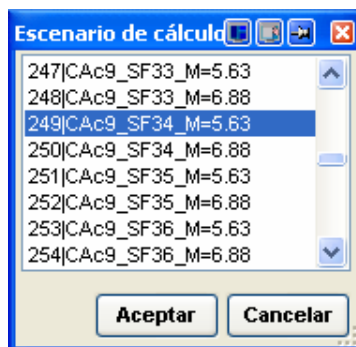 Escenario de cálculo
247|CAc9_SF33_M=5.63
248|CAc9_SF33_M=6.88
249|CAc9_SF34_M=5.63
250|CAc9_SF34_M=6.88
251|CAc9_SF35_M=5.63
252|CAc9_SF35_M=6.88
253|CAc9_SF36_M=5.63
254|CAc9_SF36_M=6.88
Aceptar Cancelar